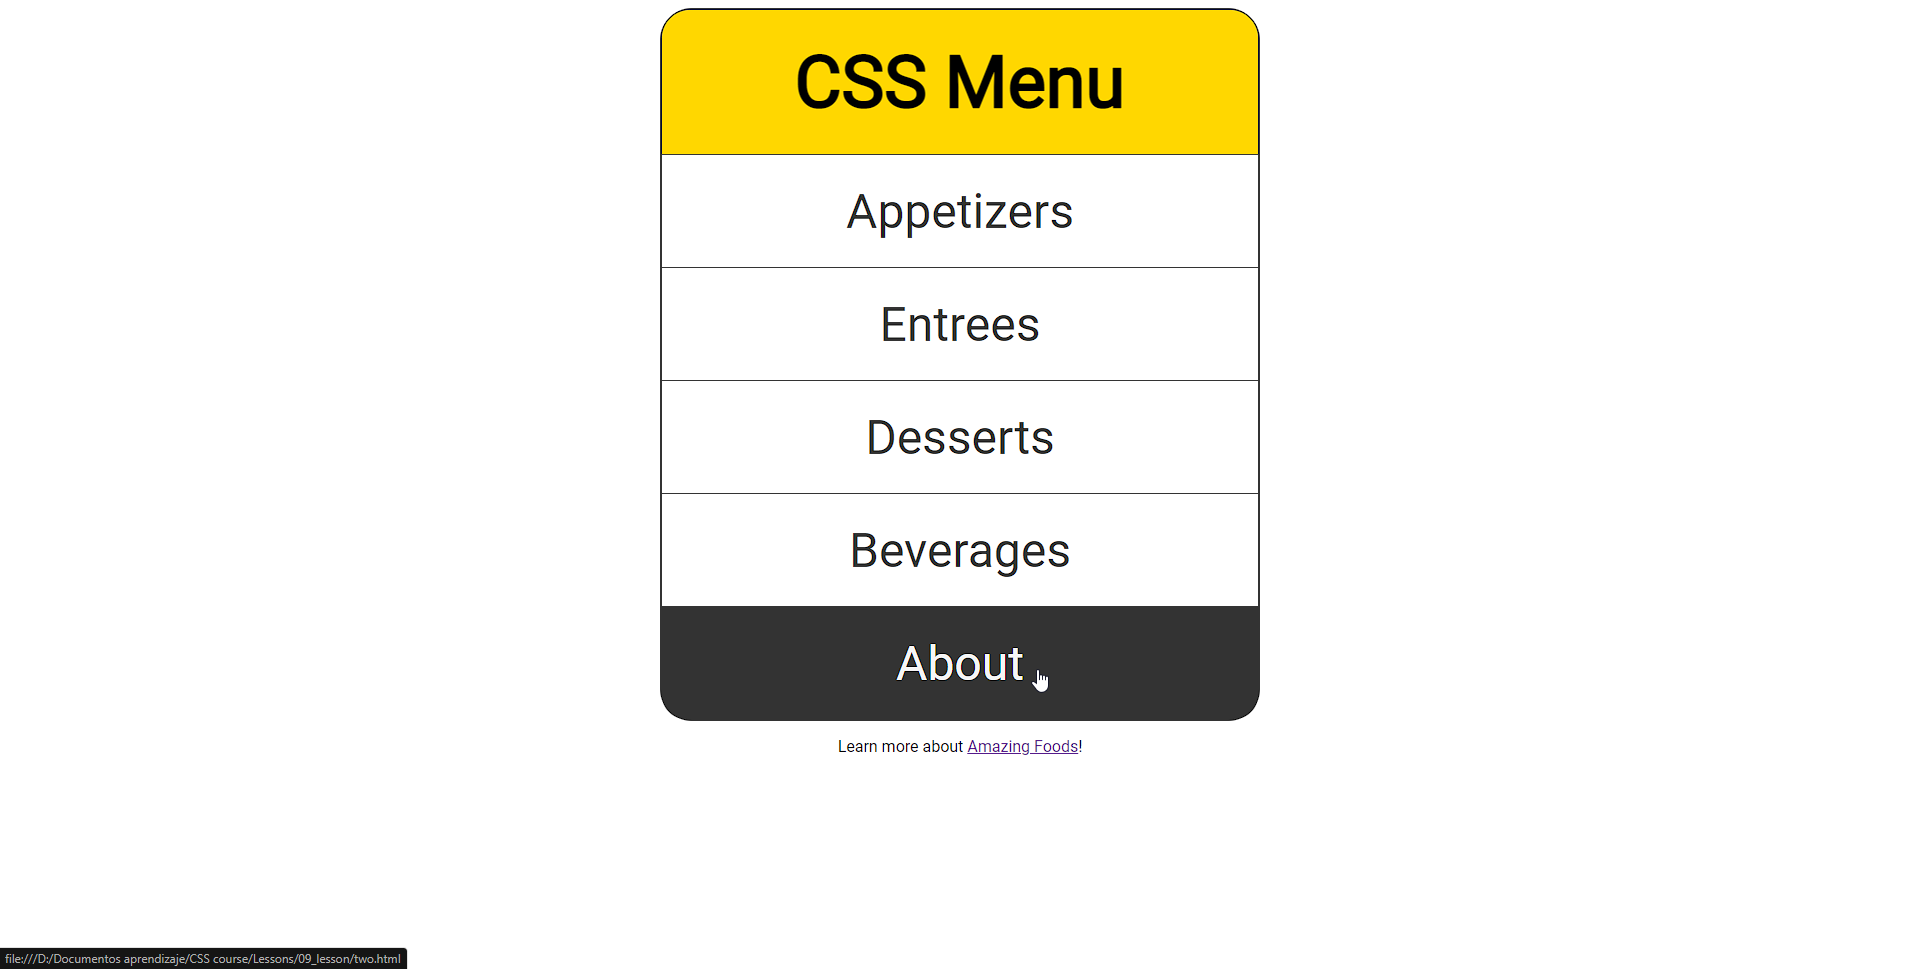 CSS Menu
Appetizers
Entrees
Desserts
Beverages
About
Learn more about Amazing Foods!
file:///D:/Documentos aprendizaje/CSS course/Lessons/09_lesson/two.html